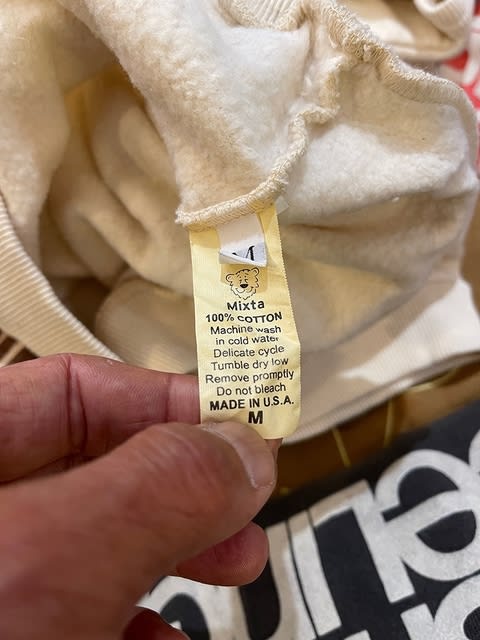 M
Mixta
100% COTTON
Machine wash
in cold water
Delicate cycle
Tumble dry low
Remove promptly
Do not bleach
MADE IN U.S.A.
M